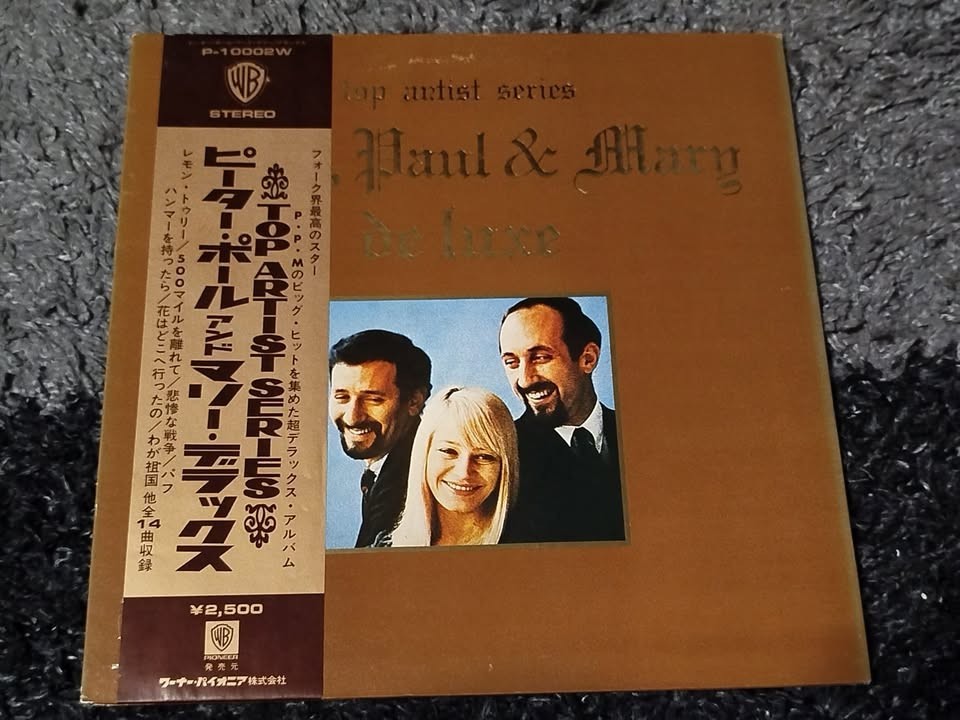 P-10002W
WB
STEREO
フォーク界最高のスター
P.P.Mのビッグ・ヒットを集めた超デラックス・アルバム
TOP ARTIST SERIES
ピーター・ポール アンド マリー・デラックス
レモン・トゥリー/500マイルを離れて/悲惨な戦争/パフ
ハンマーを持ったら/花はどこへ行ったの/わが祖国 他全14曲収録
¥2,500
WB
PIONEER
発売元
ワーナー・パイオニア株式会社
top artist series
, Paul & Mary
de luxe